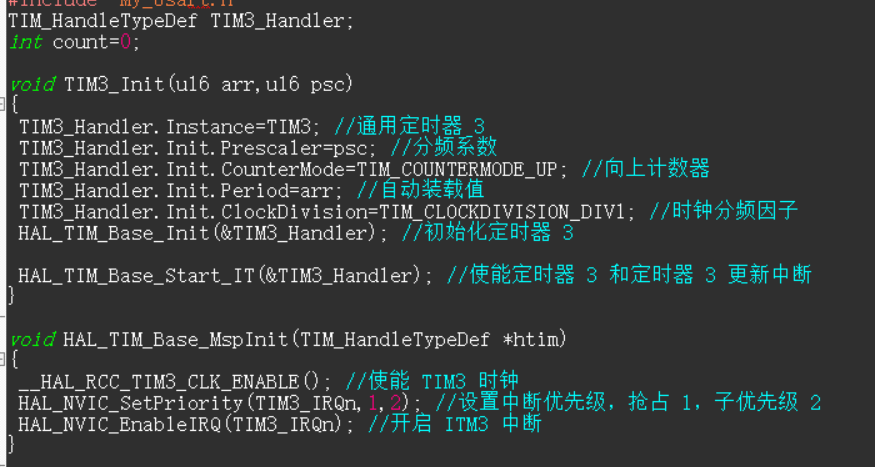 #include "My_Usart.h"
TIM_HandleTypeDef TIM3_Handler;
int count=0;
void TIM3_Init(u16 arr,u16 psc)
{
TIM3_Handler.Instance=TIM3; //通用定时器 3
TIM3_Handler.Init.Prescaler=psc; //分频系数
TIM3_Handler.Init.CounterMode=TIM_COUNTERMODE_UP; //向上计数器
TIM3_Handler.Init.Period=arr; //自动装载值
TIM3_Handler.Init.ClockDivision=TIM_CLOCKDIVISION_DIV1; //时钟分频因子
HAL_TIM_Base_Init(&TIM3_Handler); //初始化定时器 3
HAL_TIM_Base_Start_IT(&TIM3_Handler); //使能定时器 3 和定时器 3 更新中断
}
void HAL_TIM_Base_MspInit(TIM_HandleTypeDef *htim)
{
__HAL_RCC_TIM3_CLK_ENABLE(); //使能 TIM3 时钟
HAL_NVIC_SetPriority(TIM3_IRQn,1,2); //设置中断优先级，抢占 1，子优先级 2
HAL_NVIC_EnableIRQ(TIM3_IRQn); //开启 ITM3 中断
}